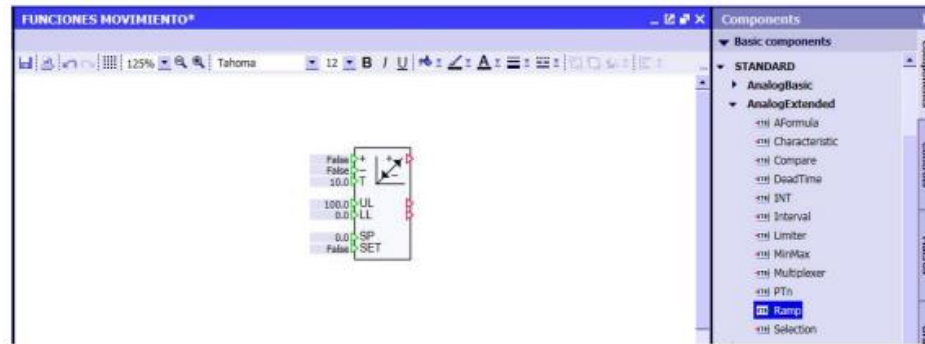 FUNCIONES MOVIMIENTO*
Components
Basic components
125%
Tahoma
12
B I U A
STANDARD
AnalogBasic
AnalogExtended
AFormula
Characteristic
Compare
DeadTime
INT
Interval
Limiter
MinMax
Multiplexer
PTn
Ramp
Selection
False +
False -
10.0 T
100.0 UL
0.0 LL
0.0 SP
False SET